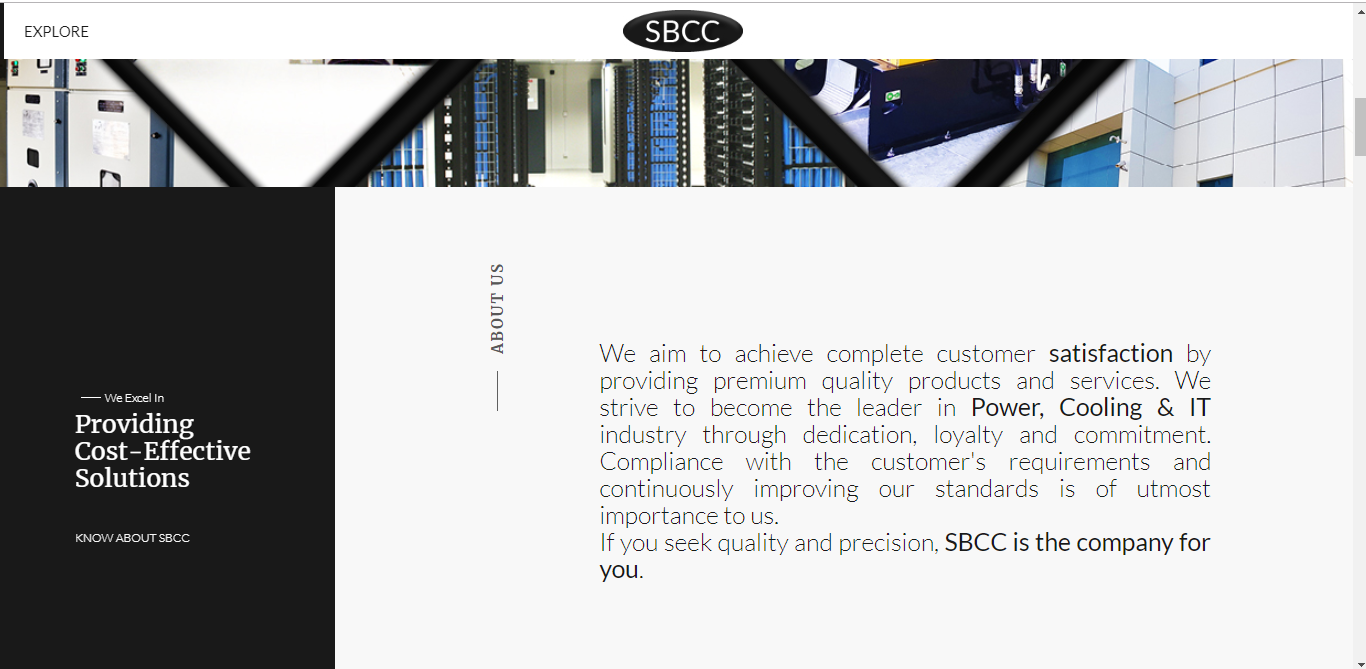 EXPLORE
SBCC
We Excel In
Providing
Cost-Effective
Solutions
KNOW ABOUT SBCC
ABOUT US
We aim to achieve complete customer satisfaction by
providing premium quality products and services. We
strive to become the leader in Power, Cooling & IT
industry through dedication, loyalty and commitment.
Compliance with the customer's requirements and
continuously improving our standards is of utmost
importance to us.
If you seek quality and precision, SBCC is the company for
you.